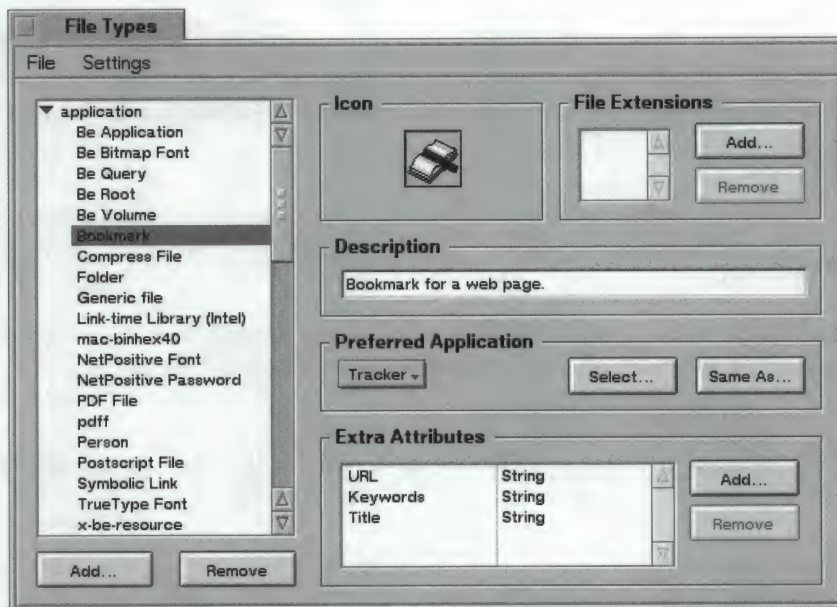 File Types
File Settings
application
Be Application
Be Bitmap Font
Be Query
Be Root
Be Volume
Bookmark
Compress File
Folder
Generic file
Link-time Library (Intel)
mac-binhex40
NetPositive Font
NetPositive Password
PDF File
pdff
Person
Postscript File
Symbolic Link
TrueType Font
x-be-resource
Add...
Remove
Icon
File Extensions
Add...
Remove
Description
Bookmark for a web page.
Preferred Application
Tracker
Select...
Same As...
Extra Attributes
URL String
Keywords String
Title String
Add...
Remove